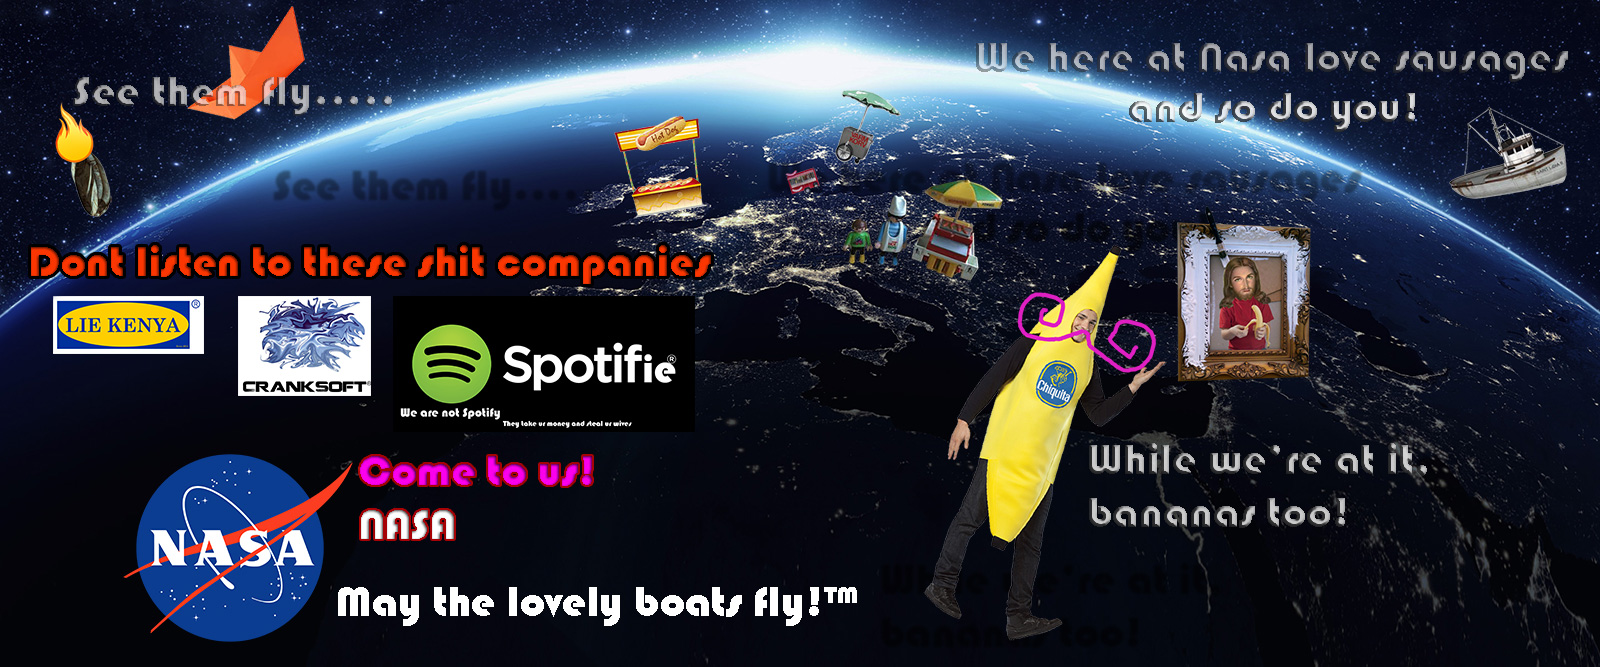 See them fly.....
We here at Nasa love sausages
and so do you!
Hot Dog
See them fly....
We here at Nasa love sausages
and so do you!
Dont listen to these shit companies
LIE KENYA®
CRANKSOFT®
Spotifie®
We are not Spotify
They take us money and steal us wives
Chiquita
Come to us!
NASA
NASA
While we're at it,
bananas too!
May the lovely boats fly!™
While we're at it,
bananas too!